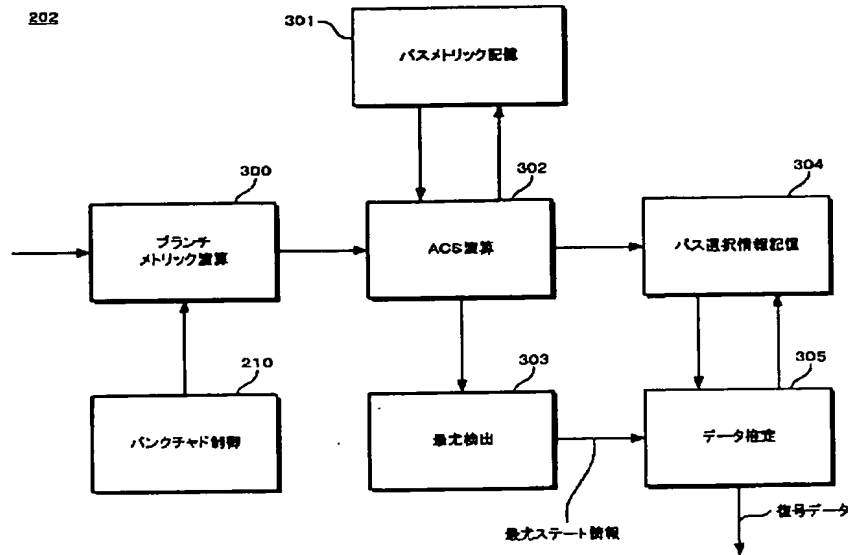 202
301
パスメトリック記憶
300
302
304
ブランチ
メトリック演算
ACS演算
パス選択情報記憶
210
303
305
パンクチャド制御
最尤検出
データ推定
最尤ステート情報
復号データ